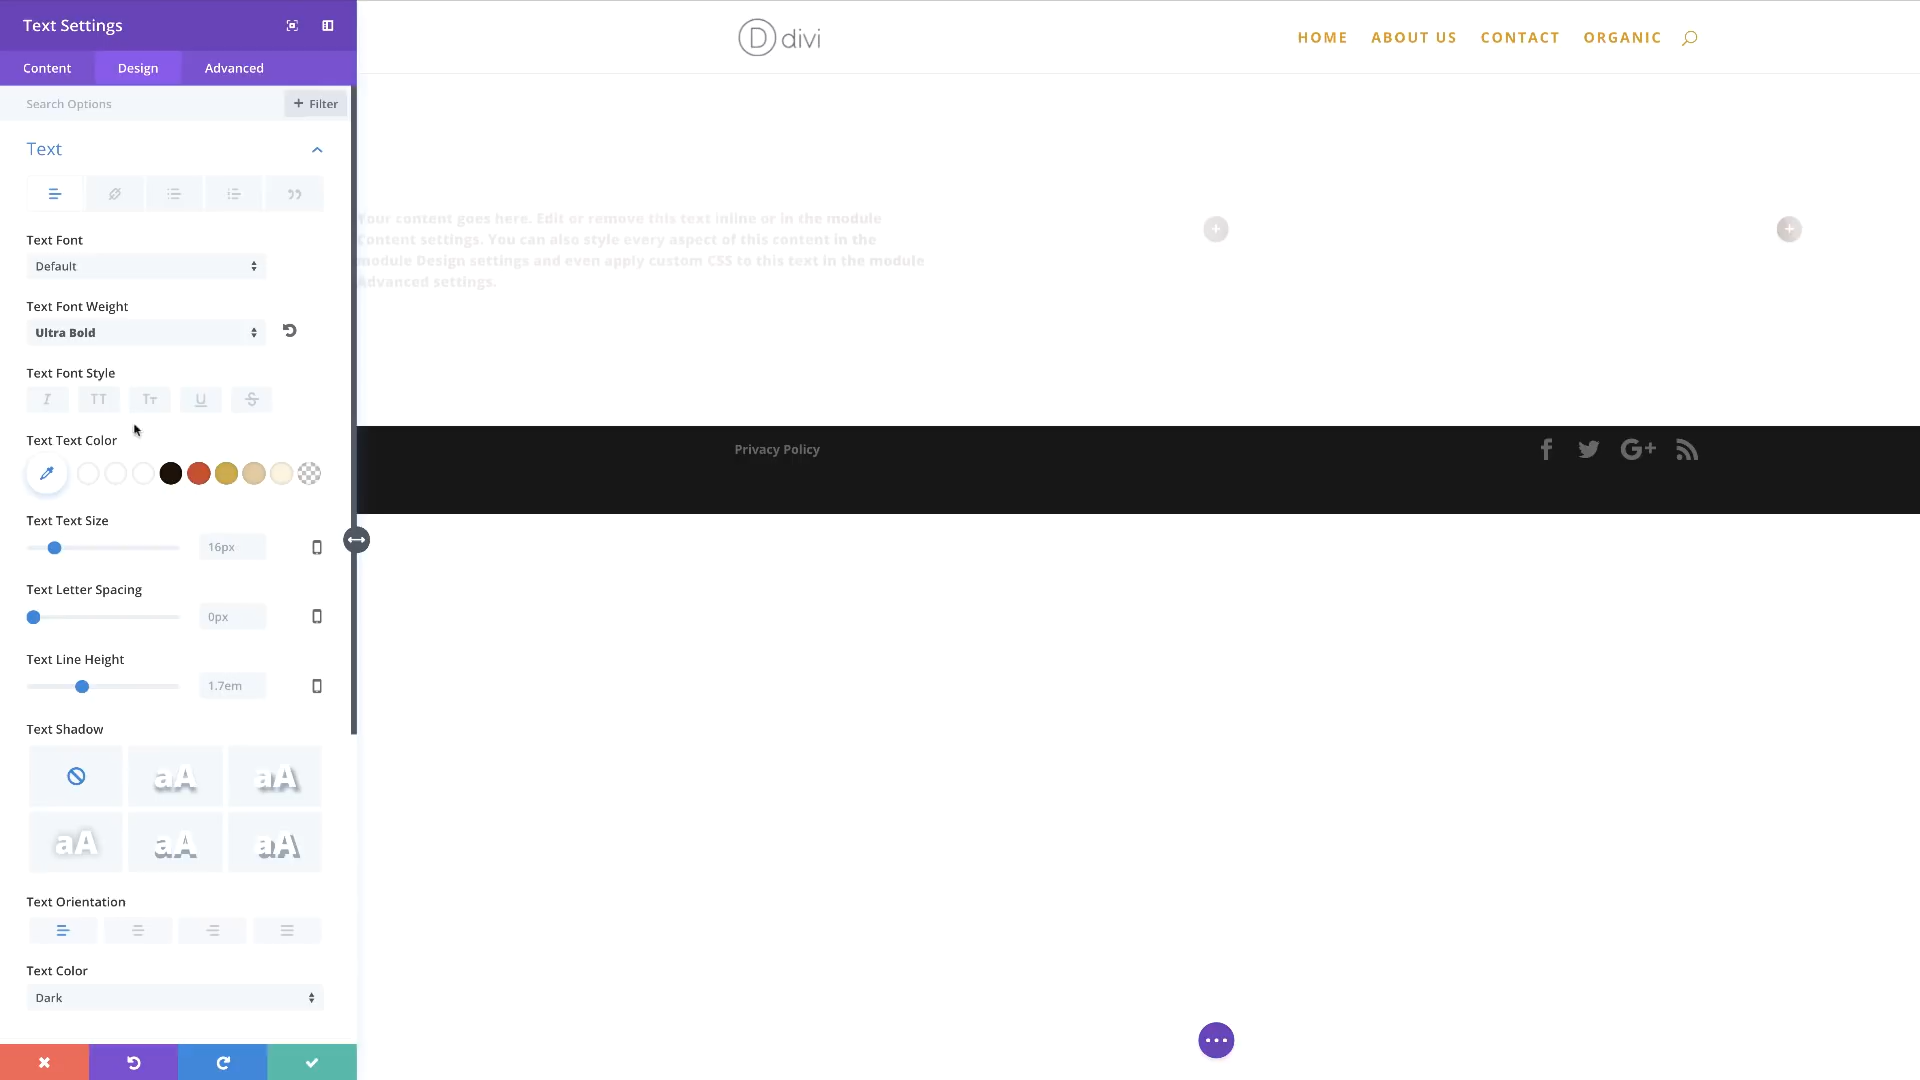 Text Settings
Content
Design
Advanced
Search Options
+ Filter
Text
Text Font
Default
Text Font Weight
Ultra Bold
Text Font Style
I
TT
Tт
U
S
Text Text Color
Text Text Size
16px
Text Letter Spacing
0px
Text Line Height
1.7em
Text Shadow
aA
aA
aA
aA
aA
Text Orientation
Text Color
Dark
D divi
HOME
ABOUT US
CONTACT
ORGANIC
Your content goes here. Edit or remove this text inline or in the module
Content settings. You can also style every aspect of this content in the
module Design settings and even apply custom CSS to this text in the module
Advanced settings.
Privacy Policy
G+